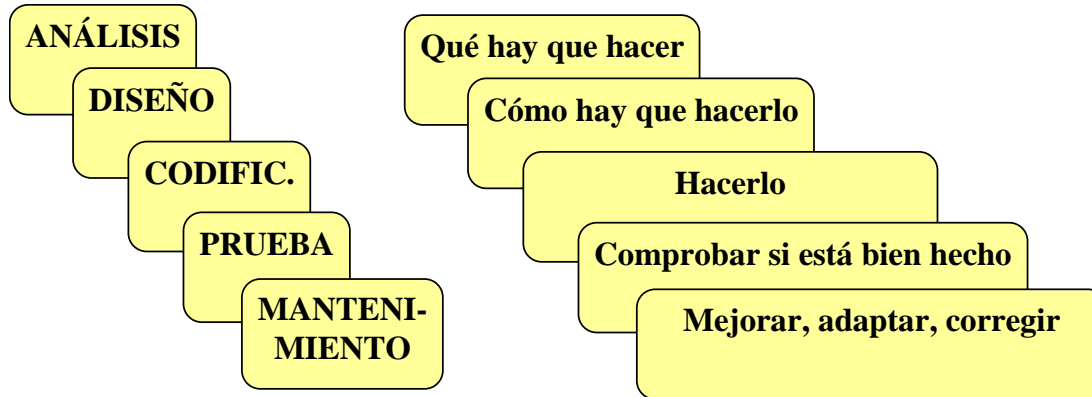 ANÁLISIS
DISEÑO
CODIFIC.
PRUEBA
MANTENI-
MIENTO
Qué hay que hacer
Cómo hay que hacerlo
Hacerlo
Comprobar si está bien hecho
Mejorar, adaptar, corregir